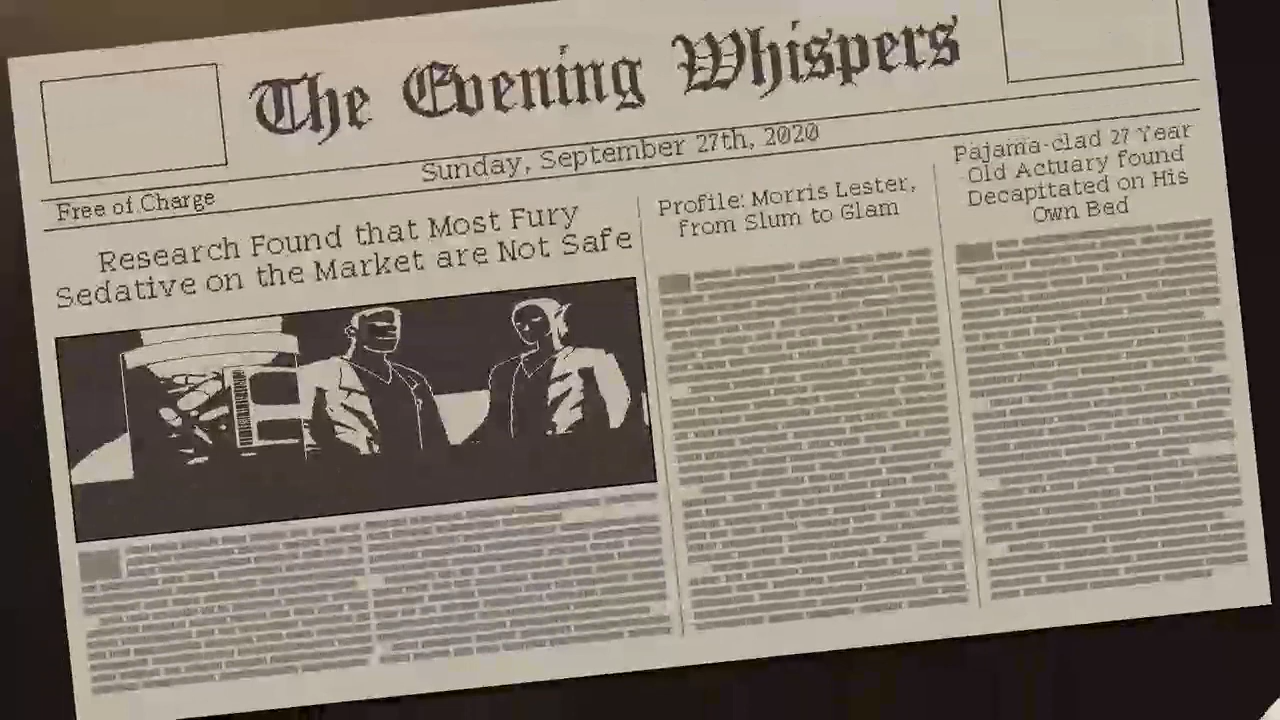 The Evening Whispers
Sunday, September 27th, 2020
Free of Charge
Research Found that Most Fury
Sedative on the Market are Not Safe
Profile: Morris Lester,
from Slum to Glam
Pajama-clad 27 Year
Old Actuary found
Decapitated on His
Own Bed